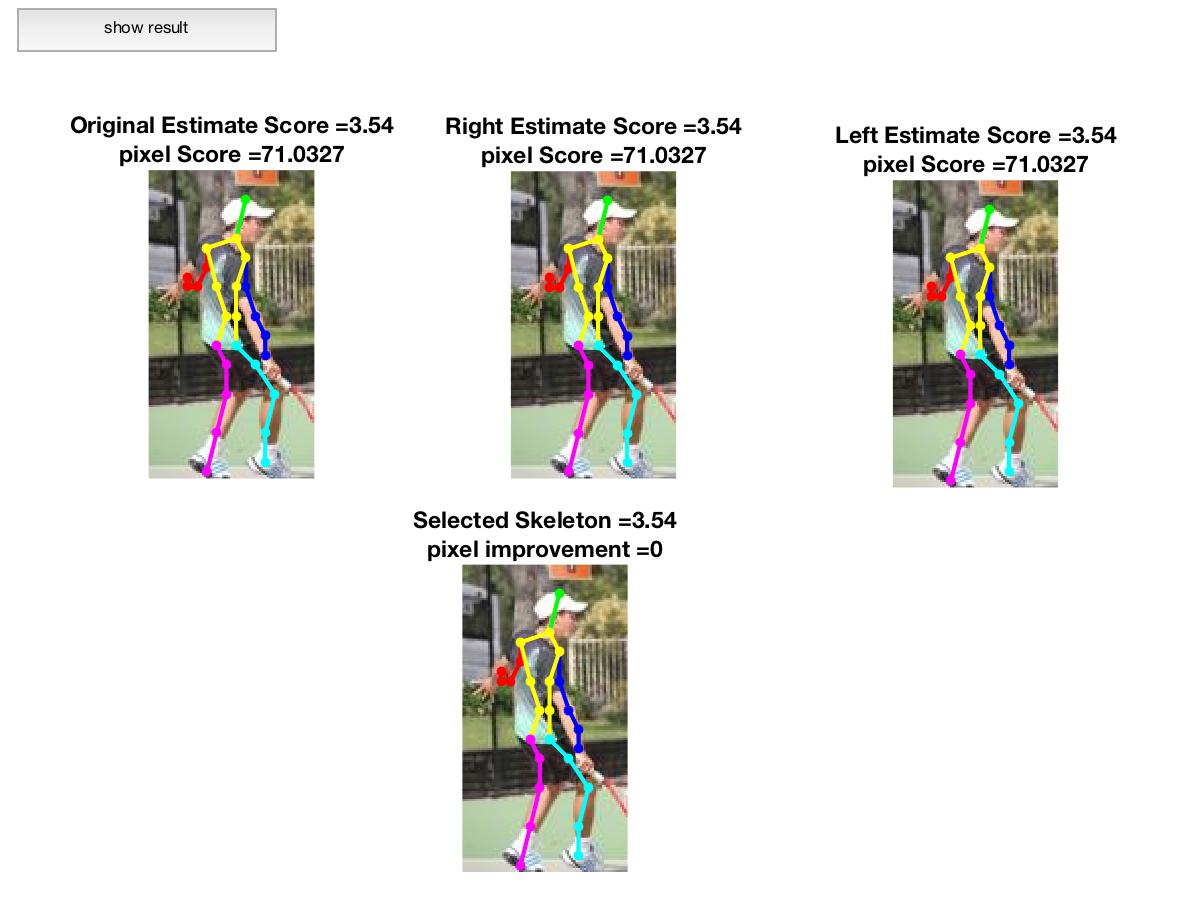 show result
Original Estimate Score =3.54
pixel Score =71.0327
Right Estimate Score =3.54
pixel Score =71.0327
Left Estimate Score =3.54
pixel Score =71.0327
Selected Skeleton =3.54
pixel improvement =0